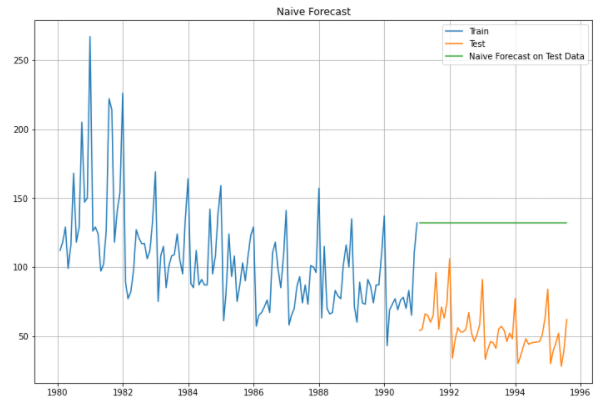 Naive Forecast
Train
Test
Naive Forecast on Test Data
250
200
150
100
50
1980 1982 1984 1986 1988 1990 1992 1994 1996